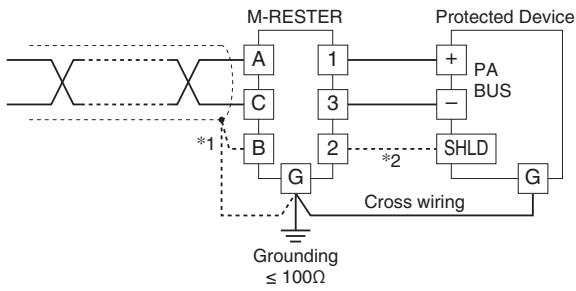 M-RESTER
Protected Device
A
1
+
PA
BUS
C
3
–
*1
B
2
*2
SHLD
G
G
Cross wiring
Grounding
≤ 100Ω